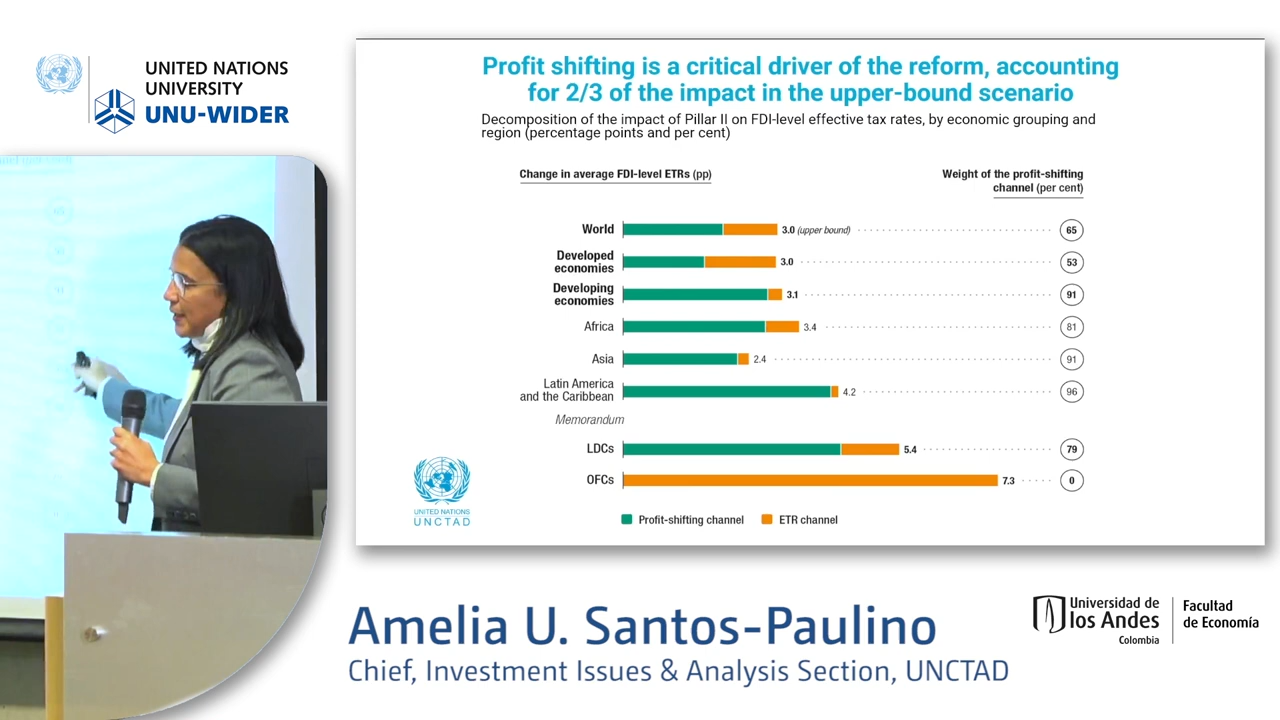 UNITED NATIONS
UNIVERSITY
UNU-WIDER
Profit shifting is a critical driver of the reform, accounting
for 2/3 of the impact in the upper-bound scenario
Decomposition of the impact of Pillar II on FDI-level effective tax rates, by economic grouping and
region (percentage points and per cent)
Change in average FDI-level ETRs (pp)
Weight of the profit-shifting
channel (per cent)
World 3.0 (upper bound) 65
Developed
economies 3.0 53
Developing
economies 3.1 91
Africa 3.4 81
Asia 2.4 91
Latin America
and the Caribbean 4.2 96
Memorandum
LDCs 5.4 79
OFCs 7.3 0
Profit-shifting channel ETR channel
UNITED NATIONS
UNCTAD
Amelia U. Santos-Paulino
Chief, Investment Issues & Analysis Section, UNCTAD
Universidad de
los Andes
Colombia
Facultad
de Economía